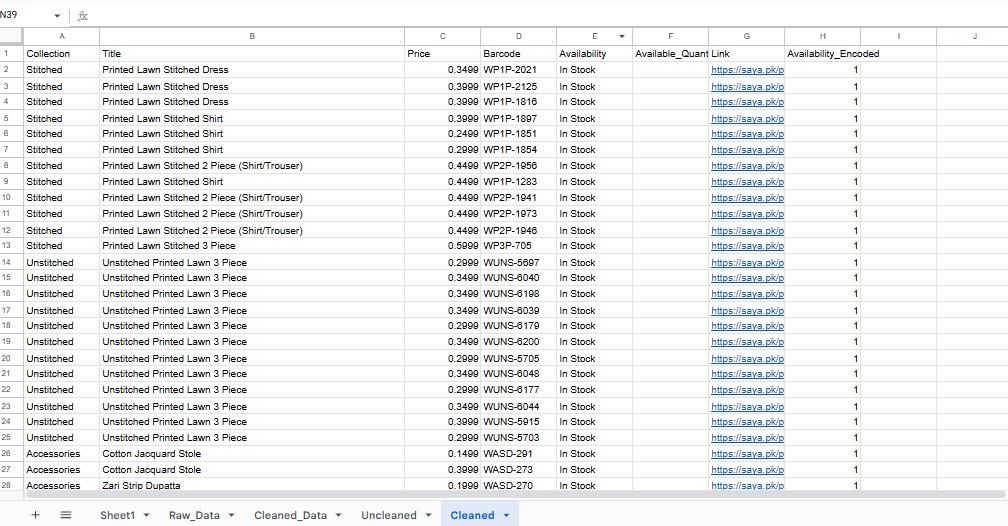 N39 fx
A B C D E F G H I J
1 Collection Title Price Barcode Availability Available_Quant Link Availability_Encoded
2 Stitched Printed Lawn Stitched Dress 0.3499 WP1P-2021 In Stock https://saya.pk/p 1
3 Stitched Printed Lawn Stitched Dress 0.3999 WP1P-2125 In Stock https://saya.pk/p 1
4 Stitched Printed Lawn Stitched Dress 0.3999 WP1P-1816 In Stock https://saya.pk/p 1
5 Stitched Printed Lawn Stitched Shirt 0.3999 WP1P-1897 In Stock https://saya.pk/p 1
6 Stitched Printed Lawn Stitched Shirt 0.2499 WP1P-1851 In Stock https://saya.pk/p 1
7 Stitched Printed Lawn Stitched Shirt 0.2999 WP1P-1854 In Stock https://saya.pk/p 1
8 Stitched Printed Lawn Stitched 2 Piece (Shirt/Trouser) 0.4499 WP2P-1956 In Stock https://saya.pk/p 1
9 Stitched Printed Lawn Stitched Shirt 0.4499 WP1P-1283 In Stock https://saya.pk/p 1
10 Stitched Printed Lawn Stitched 2 Piece (Shirt/Trouser) 0.4499 WP2P-1941 In Stock https://saya.pk/p 1
11 Stitched Printed Lawn Stitched 2 Piece (Shirt/Trouser) 0.4499 WP2P-1973 In Stock https://saya.pk/p 1
12 Stitched Printed Lawn Stitched 2 Piece (Shirt/Trouser) 0.4499 WP2P-1946 In Stock https://saya.pk/p 1
13 Stitched Printed Lawn Stitched 3 Piece 0.5999 WP3P-705 In Stock https://saya.pk/p 1
14 Unstitched Unstitched Printed Lawn 3 Piece 0.2999 WUNS-5697 In Stock https://saya.pk/p 1
15 Unstitched Unstitched Printed Lawn 3 Piece 0.3499 WUNS-6040 In Stock https://saya.pk/p 1
16 Unstitched Unstitched Printed Lawn 3 Piece 0.3499 WUNS-6198 In Stock https://saya.pk/p 1
17 Unstitched Unstitched Printed Lawn 3 Piece 0.3499 WUNS-6039 In Stock https://saya.pk/p 1
18 Unstitched Unstitched Printed Lawn 3 Piece 0.2999 WUNS-6179 In Stock https://saya.pk/p 1
19 Unstitched Unstitched Printed Lawn 3 Piece 0.3499 WUNS-6200 In Stock https://saya.pk/p 1
20 Unstitched Unstitched Printed Lawn 3 Piece 0.2999 WUNS-5705 In Stock https://saya.pk/p 1
21 Unstitched Unstitched Printed Lawn 3 Piece 0.3499 WUNS-6048 In Stock https://saya.pk/p 1
22 Unstitched Unstitched Printed Lawn 3 Piece 0.2999 WUNS-6177 In Stock https://saya.pk/p 1
23 Unstitched Unstitched Printed Lawn 3 Piece 0.3499 WUNS-6044 In Stock https://saya.pk/p 1
24 Unstitched Unstitched Printed Lawn 3 Piece 0.3999 WUNS-5915 In Stock https://saya.pk/p 1
25 Unstitched Unstitched Printed Lawn 3 Piece 0.2999 WUNS-5703 In Stock https://saya.pk/p 1
26 Accessories Cotton Jacquard Stole 0.1499 WASD-291 In Stock https://saya.pk/p 1
27 Accessories Cotton Jacquard Stole 0.3999 WASD-273 In Stock https://saya.pk/p 1
28 Accessories Zari Strip Dupatta 0.1999 WASD-270 In Stock https://saya.pk/p 1
Sheet1 Raw_Data Cleaned_Data Uncleaned Cleaned